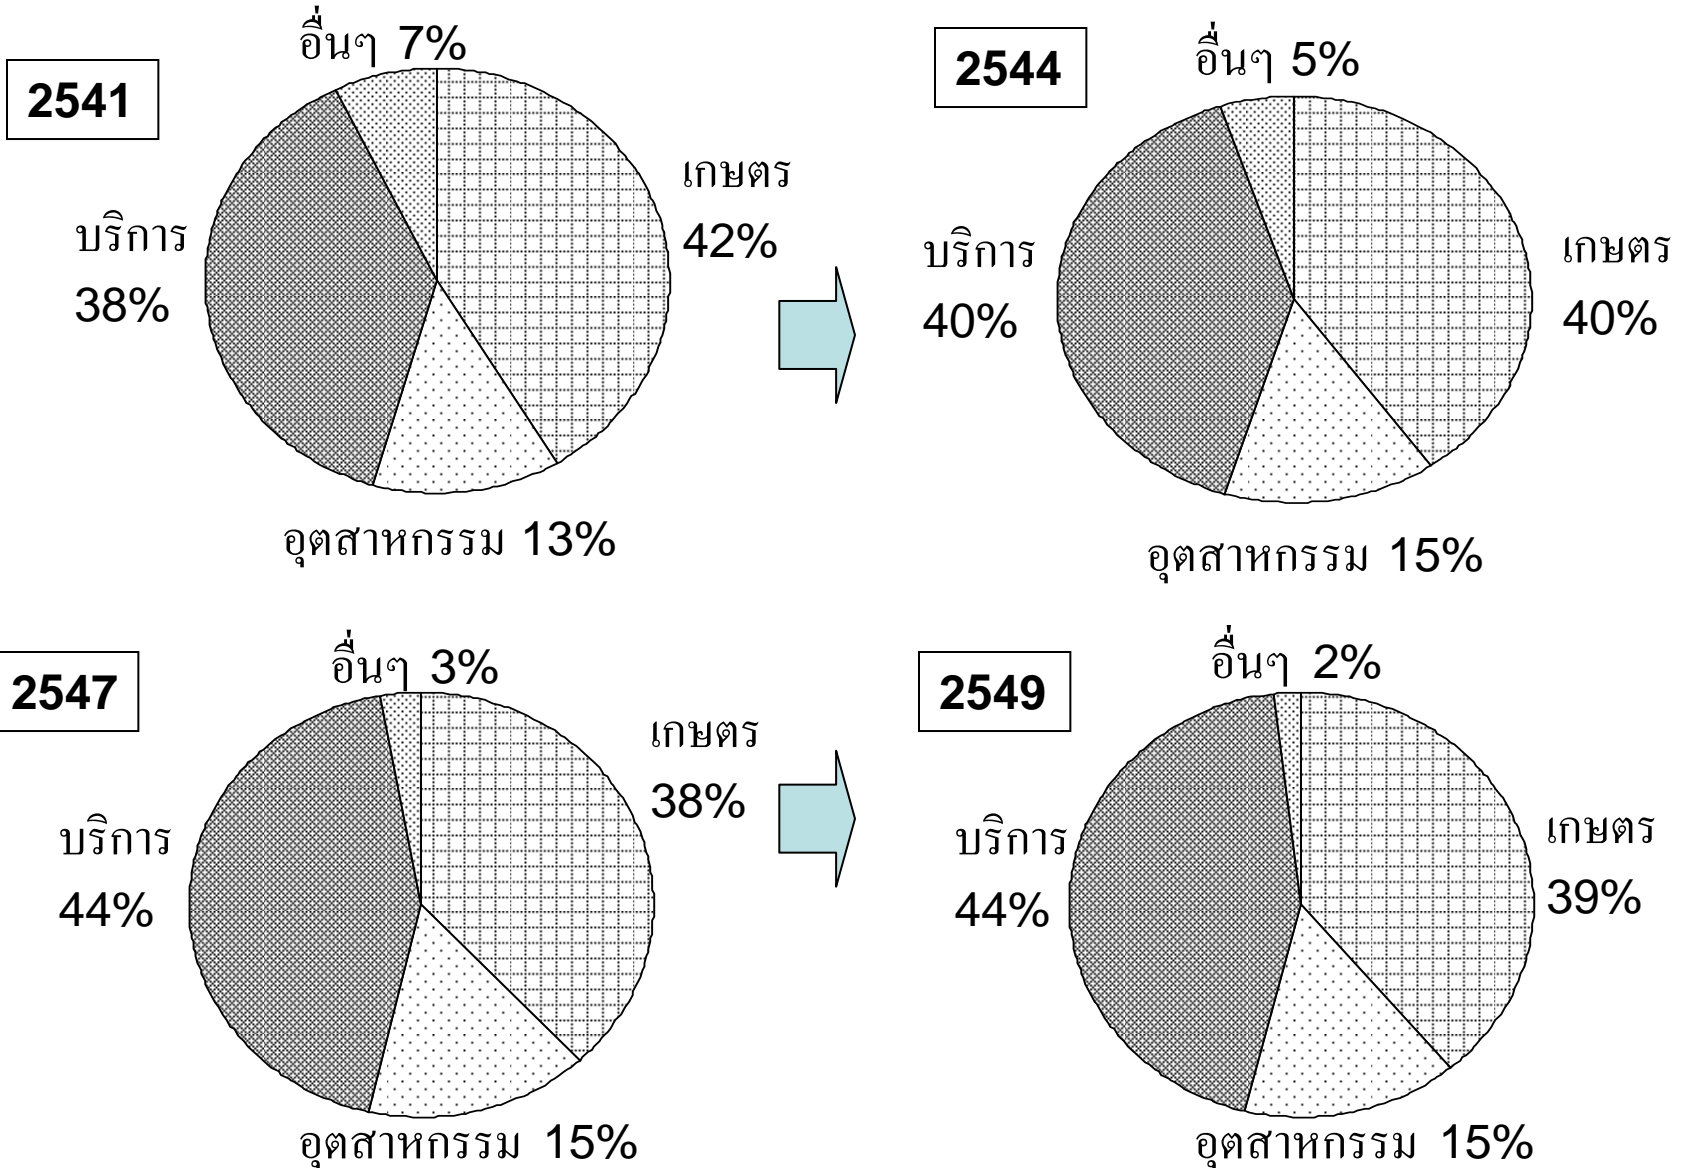 2541
อื่นๆ 7%
เกษตร
42%
บริการ
38%
อุตสาหกรรม 13%
2544
อื่นๆ 5%
เกษตร
40%
บริการ
40%
อุตสาหกรรม 15%
2547
อื่นๆ 3%
เกษตร
38%
บริการ
44%
อุตสาหกรรม 15%
2549
อื่นๆ 2%
เกษตร
39%
บริการ
44%
อุตสาหกรรม 15%